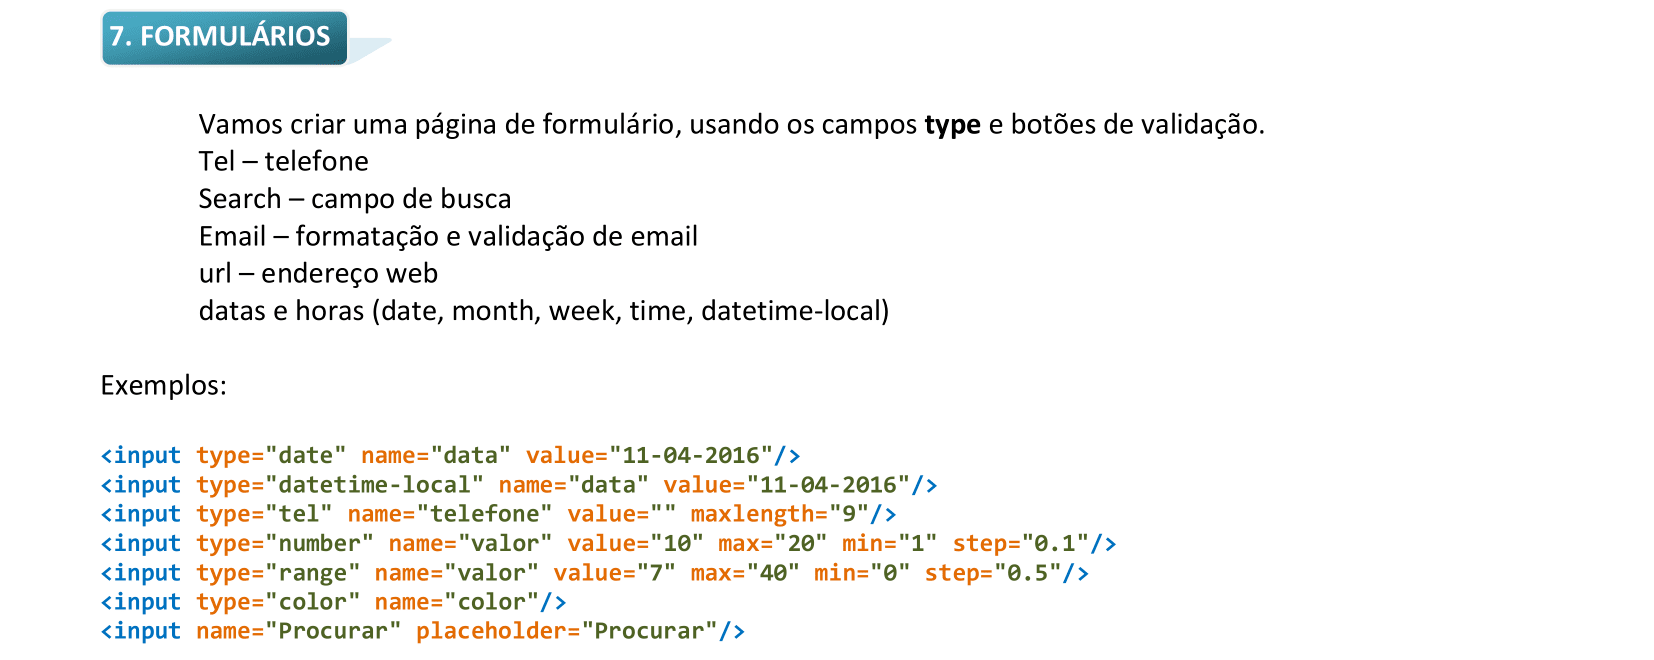 7. FORMULÁRIOS
Vamos criar uma página de formulário, usando os campos type e botões de validação.
Tel – telefone
Search – campo de busca
Email – formatação e validação de email
url – endereço web
datas e horas (date, month, week, time, datetime-local)
Exemplos:
<input type="date" name="data" value="11-04-2016"/>
<input type="datetime-local" name="data" value="11-04-2016"/>
<input type="tel" name="telefone" value="" maxlength="9"/>
<input type="number" name="valor" value="10" max="20" min="1" step="0.1"/>
<input type="range" name="valor" value="7" max="40" min="0" step="0.5"/>
<input type="color" name="color"/>
<input name="Procurar" placeholder="Procurar"/>